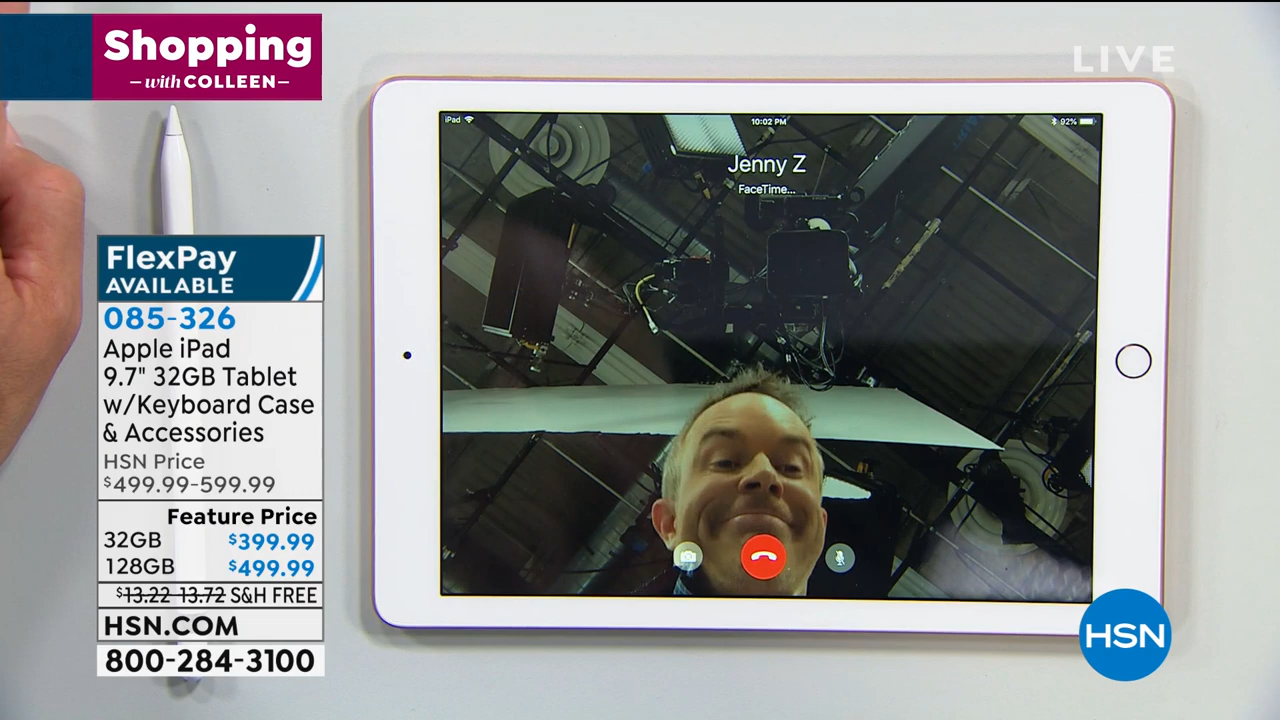 Shopping
– with COLLEEN –
LIVE
iPad
10:02 PM
92%
Jenny Z
FaceTime...
FlexPay
AVAILABLE
085-326
Apple iPad
9.7" 32GB Tablet
w/Keyboard Case
& Accessories
HSN Price
$499.99-599.99
Feature Price
32GB $399.99
128GB $499.99
$13.22-13.72 S&H FREE
HSN.COM
800-284-3100
HSN